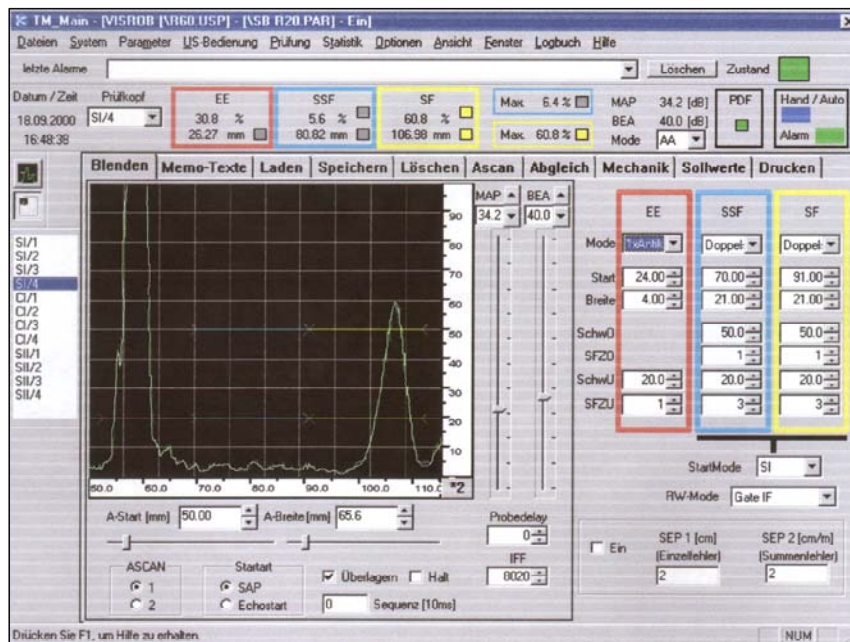 TM_Main - [VISROB [\R60.USP] - [\SB R20.PAR] - Ein]
Dateien System Parameter US-Bedienung Prüfung Statistik Optionen Ansicht Fenster Logbuch Hilfe
letzte Alarme Löschen Zustand
Datum / Zeit Prüfkopf EE SSF SF Max. 6.4 % MAP 34.2 [dB] PDF Hand / Auto
18.09.2000 SI/4 30.8 % 5.6 % 60.8 % BEA 40.0 [dB]
16:48:38 26.27 mm 80.82 mm 106.98 mm Max. 60.8 % Mode AA Alarm
Blenden Memo-Texte Laden Speichern Löschen Ascan Abgleich Mechanik Sollwerte Drucken
SI/1
SI/2
SI/3
SI/4
CI/1
CI/2
CI/3
CI/4
SII/1
SII/2
SII/3
SII/4
90
80
70
60
50
40
30
20
10
50.0 60.0 70.0 80.0 90.0 100.0 110.0 *2
MAP BEA
34.2 40.0
EE SSF SF
Mode 1xAntik Doppel: Doppel:
Start 24.00 70.00 91.00
Breite 4.00 21.00 21.00
SchwO 50.0 50.0
SFZO 1 1
SchwU 20.0 20.0 20.0
SFZU 1 3 3
StartMode SI
RW-Mode Gate IF
A-Start [mm] 50.00 A-Breite [mm] 65.6
Probedelay
0
IFF
8020
ASCAN
1
2
Startart
SAP
Echostart
Überlagern Halt
0 Sequenz [10ms]
Ein
SEP 1 [cm] SEP 2 [cm/m]
(Einzelfehler) (Summenfehler)
2 2
Drücken Sie F1, um Hilfe zu erhalten. NUM